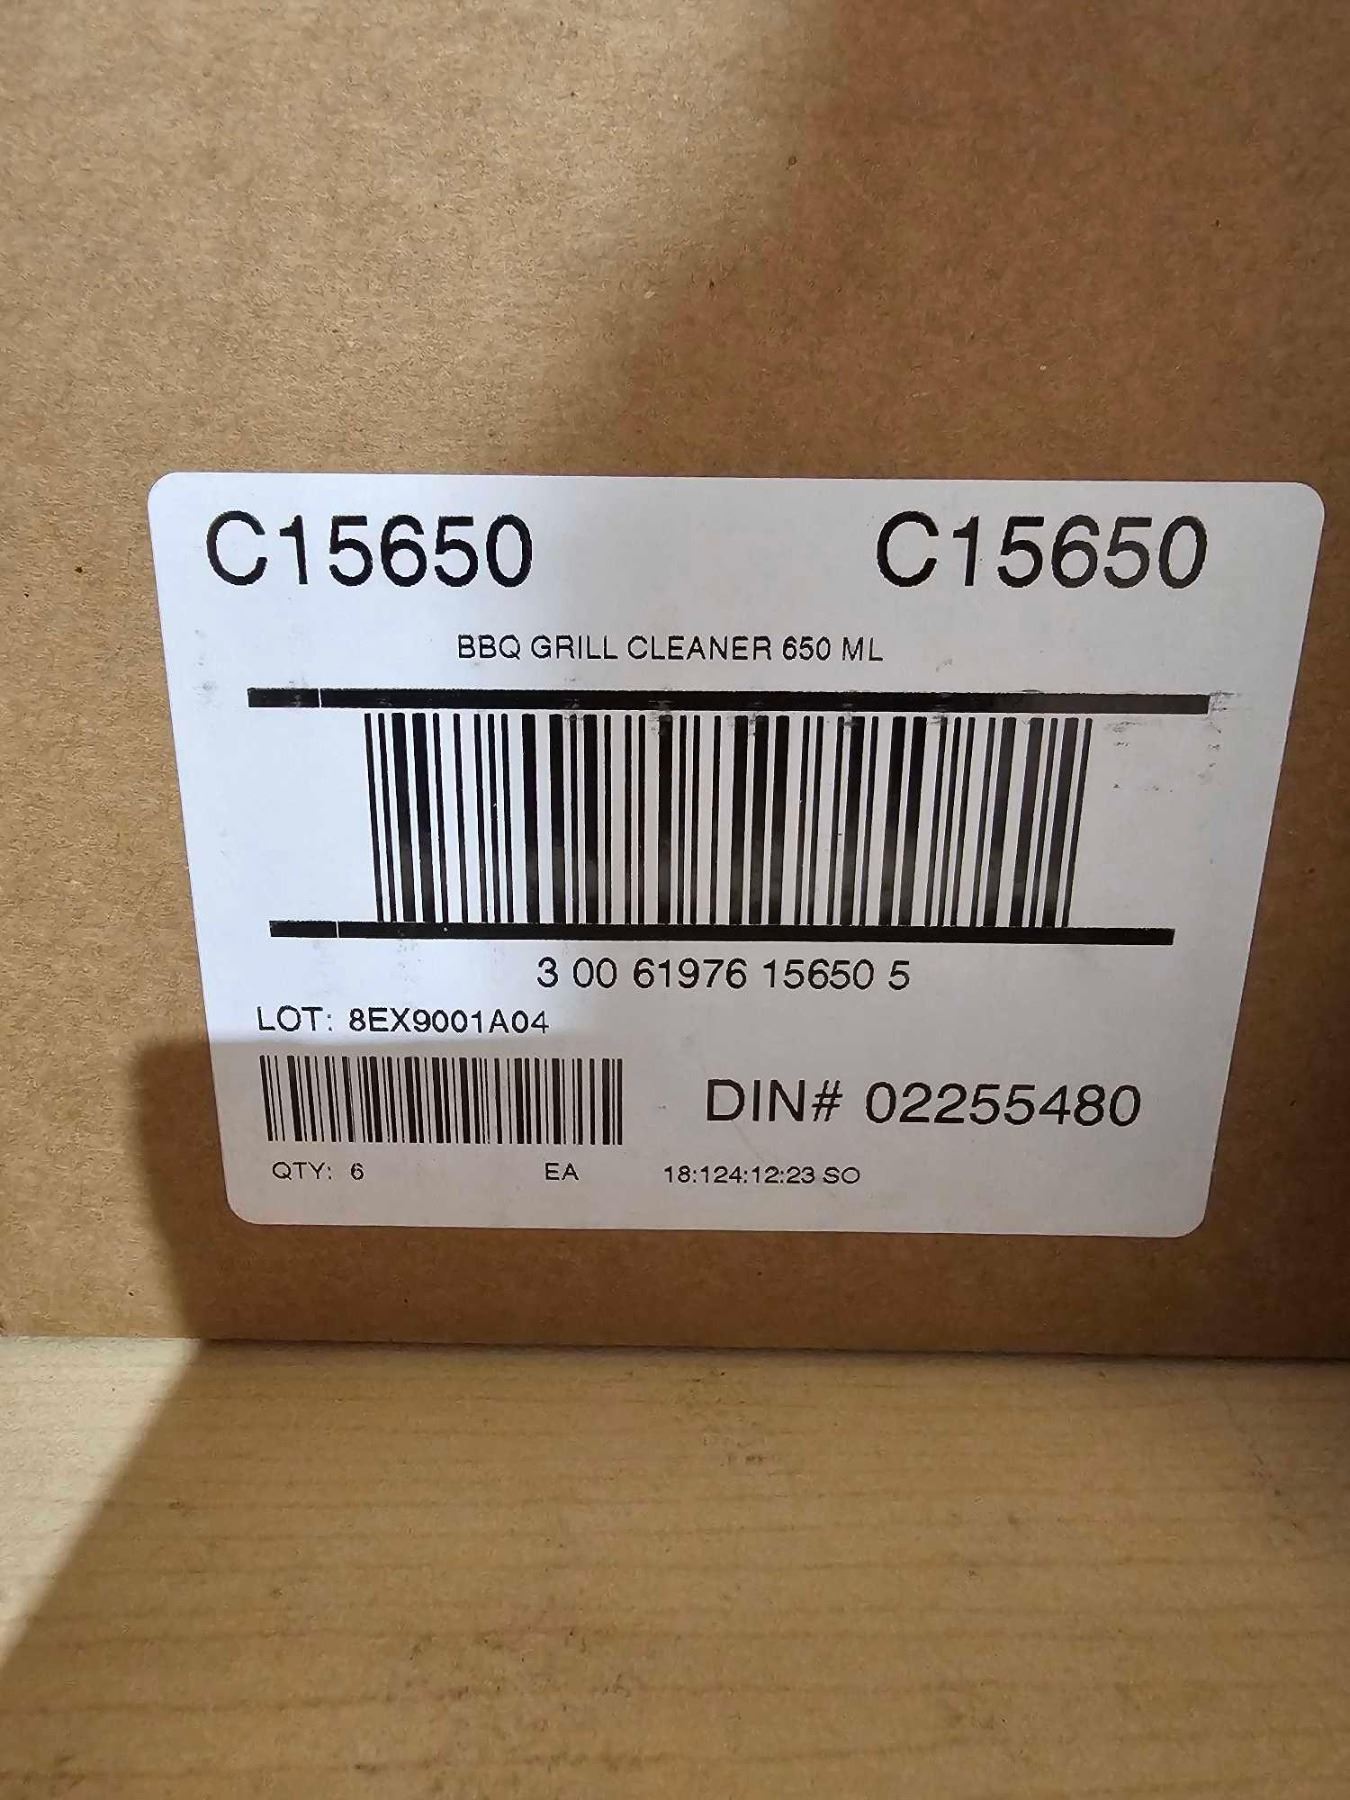 C15650 C15650
BBQ GRILL CLEANER 650 ML
3 00 61976 15650 5
LOT: 8EX9001A04
DIN# 02255480
QTY: 6 EA 18:124:12:23 SO